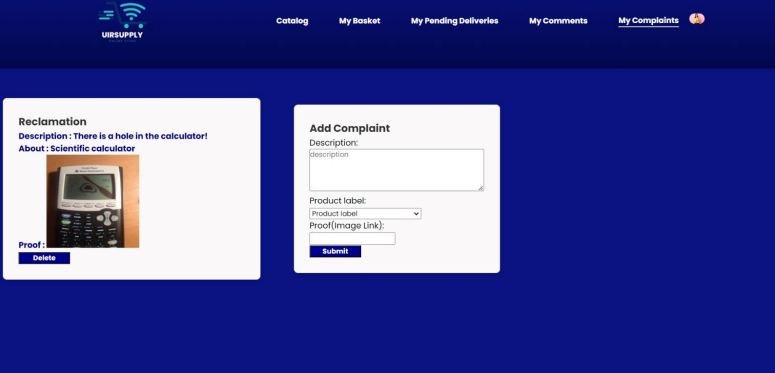 UIRSUPPLY
Catalog
My Basket
My Pending Deliveries
My Comments
My Complaints
Reclamation
Description : There is a hole in the calculator!
About : Scientific calculator
Proof :
Delete
Add Complaint
Description:
description
Product label:
Product label
Proof(Image Link):
Submit